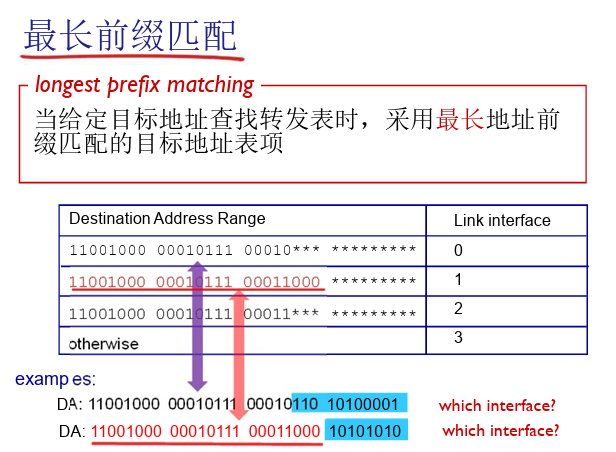 最长前缀匹配
longest prefix matching
当给定目标地址查找转发表时，采用最长地址前
缀匹配的目标地址表项
Destination Address Range Link interface
11001000 00010111 00010*** ********* 0
11001000 00010111 00011000 ********* 1
11001000 00010111 00011*** ********* 2
otherwise 3
examp es:
DA: 11001000 00010111 00010110 10100001 which interface?
DA: 11001000 00010111 00011000 10101010 which interface?